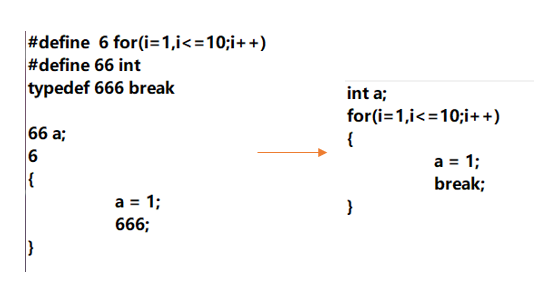 #define 6 for(i=1,i<=10;i++)
#define 66 int
typedef 666 break
66 a;
6
{
a = 1;
666;
}
int a;
for(i=1,i<=10;i++)
{
a = 1;
break;
}